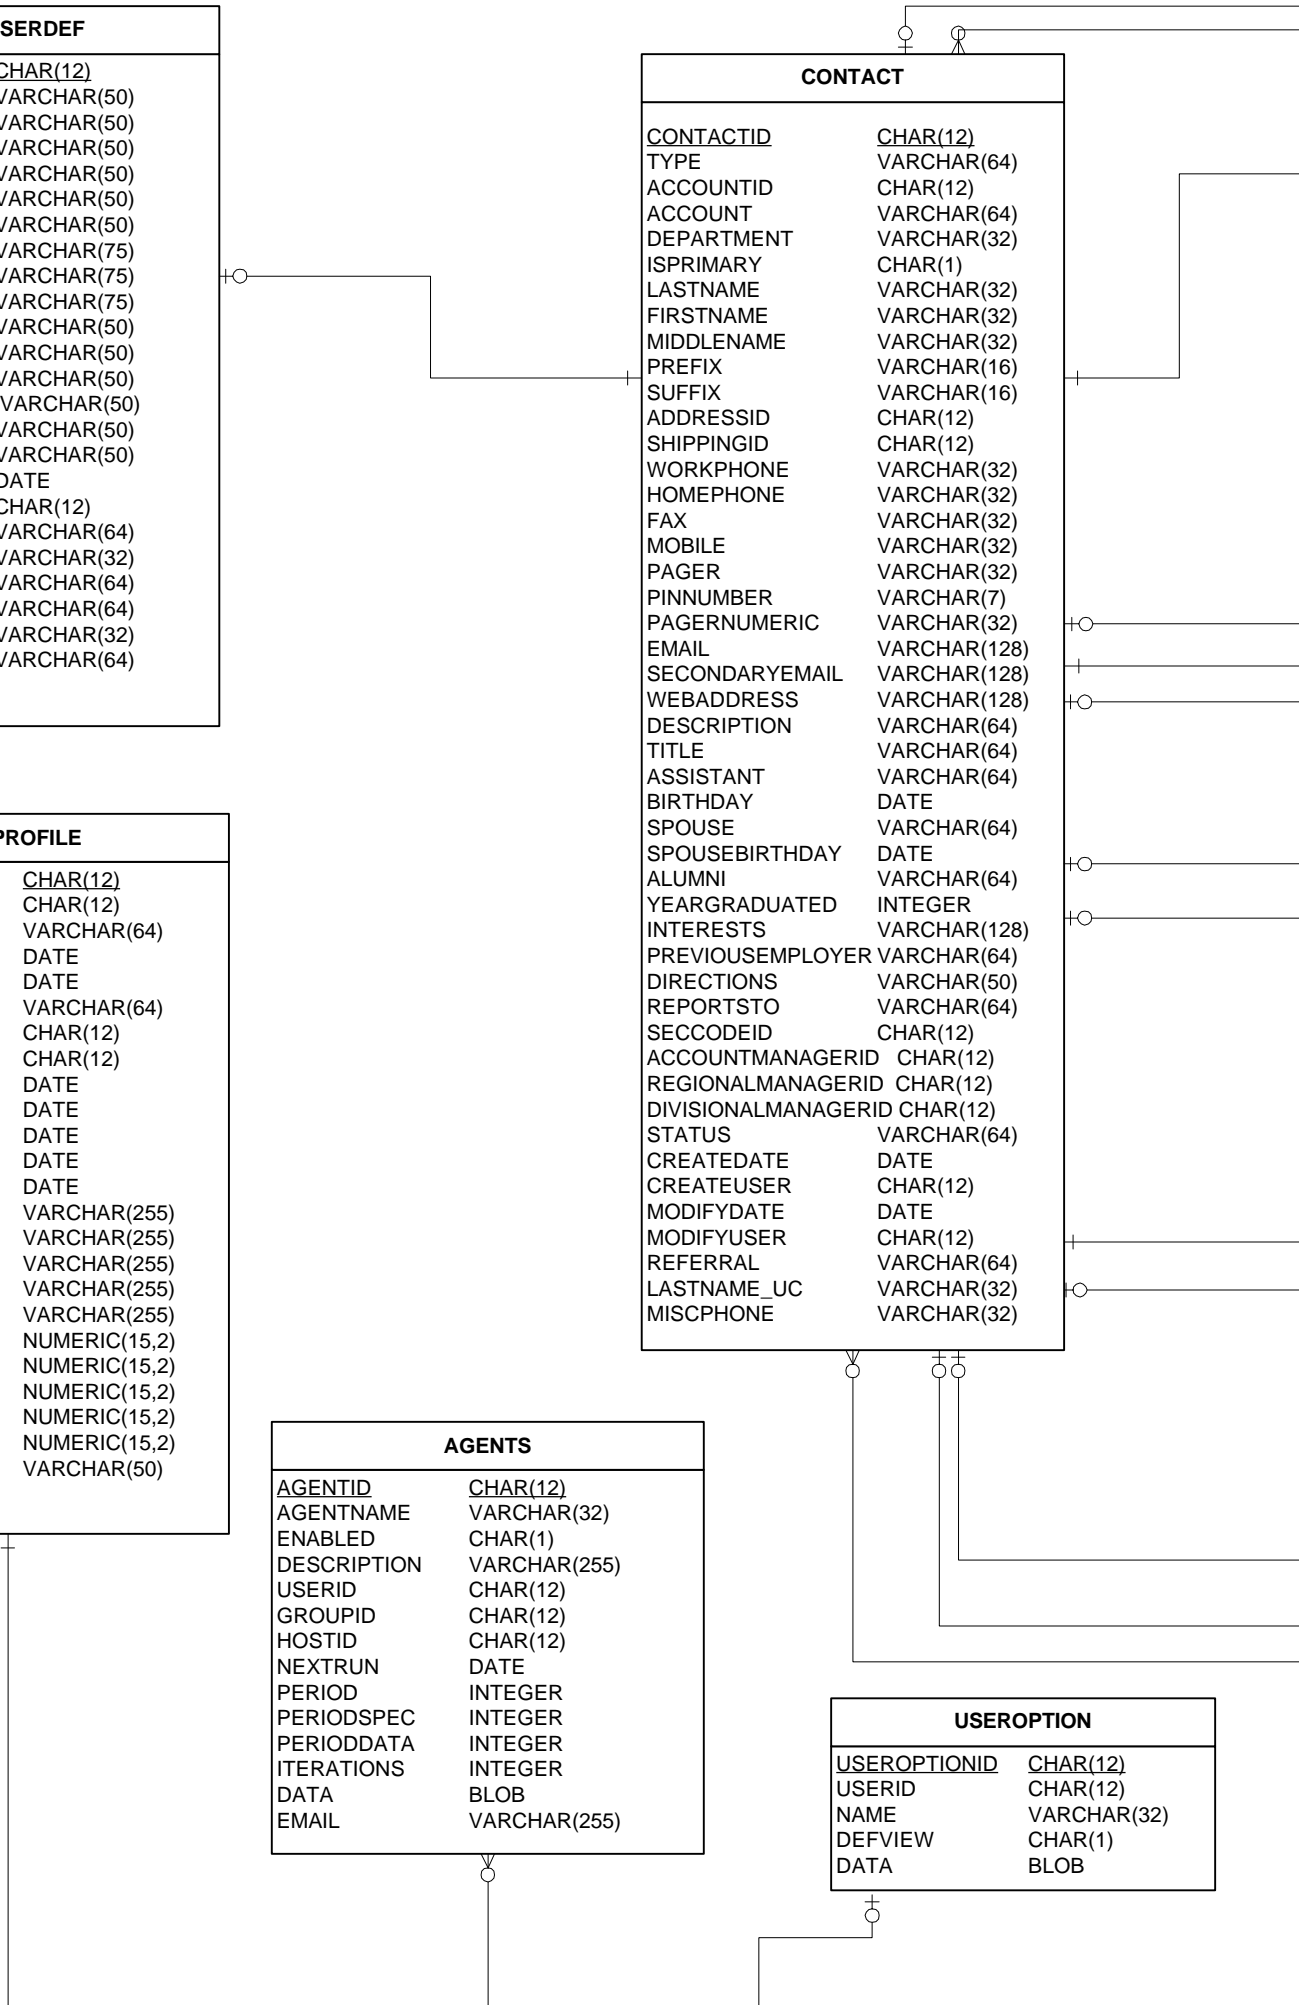 SERDEF
CHAR(12)
VARCHAR(50)
VARCHAR(50)
VARCHAR(50)
VARCHAR(50)
VARCHAR(50)
VARCHAR(50)
VARCHAR(75)
VARCHAR(75)
VARCHAR(75)
VARCHAR(50)
VARCHAR(50)
VARCHAR(50)
VARCHAR(50)
VARCHAR(50)
VARCHAR(50)
DATE
CHAR(12)
VARCHAR(64)
VARCHAR(32)
VARCHAR(64)
VARCHAR(64)
VARCHAR(32)
VARCHAR(64)
PROFILE
CHAR(12)
CHAR(12)
VARCHAR(64)
DATE
DATE
VARCHAR(64)
CHAR(12)
CHAR(12)
DATE
DATE
DATE
DATE
DATE
VARCHAR(255)
VARCHAR(255)
VARCHAR(255)
VARCHAR(255)
VARCHAR(255)
NUMERIC(15,2)
NUMERIC(15,2)
NUMERIC(15,2)
NUMERIC(15,2)
NUMERIC(15,2)
VARCHAR(50)
CONTACT
CONTACTID CHAR(12)
TYPE VARCHAR(64)
ACCOUNTID CHAR(12)
ACCOUNT VARCHAR(64)
DEPARTMENT VARCHAR(32)
ISPRIMARY CHAR(1)
LASTNAME VARCHAR(32)
FIRSTNAME VARCHAR(32)
MIDDLENAME VARCHAR(32)
PREFIX VARCHAR(16)
SUFFIX VARCHAR(16)
ADDRESSID CHAR(12)
SHIPPINGID CHAR(12)
WORKPHONE VARCHAR(32)
HOMEPHONE VARCHAR(32)
FAX VARCHAR(32)
MOBILE VARCHAR(32)
PAGER VARCHAR(32)
PINNUMBER VARCHAR(7)
PAGERNUMERIC VARCHAR(32)
EMAIL VARCHAR(128)
SECONDARYEMAIL VARCHAR(128)
WEBADDRESS VARCHAR(128)
DESCRIPTION VARCHAR(64)
TITLE VARCHAR(64)
ASSISTANT VARCHAR(64)
BIRTHDAY DATE
SPOUSE VARCHAR(64)
SPOUSEBIRTHDAY DATE
ALUMNI VARCHAR(64)
YEARGRADUATED INTEGER
INTERESTS VARCHAR(128)
PREVIOUSEMPLOYER VARCHAR(64)
DIRECTIONS VARCHAR(50)
REPORTSTO VARCHAR(64)
SECCODEID CHAR(12)
ACCOUNTMANAGERID CHAR(12)
REGIONALMANAGERID CHAR(12)
DIVISIONALMANAGERID CHAR(12)
STATUS VARCHAR(64)
CREATEDATE DATE
CREATEUSER CHAR(12)
MODIFYDATE DATE
MODIFYUSER CHAR(12)
REFERRAL VARCHAR(64)
LASTNAME_UC VARCHAR(32)
MISCPHONE VARCHAR(32)
AGENTS
AGENTID CHAR(12)
AGENTNAME VARCHAR(32)
ENABLED CHAR(1)
DESCRIPTION VARCHAR(255)
USERID CHAR(12)
GROUPID CHAR(12)
HOSTID CHAR(12)
NEXTRUN DATE
PERIOD INTEGER
PERIODSPEC INTEGER
PERIODDATA INTEGER
ITERATIONS INTEGER
DATA BLOB
EMAIL VARCHAR(255)
USEROPTION
USEROPTIONID CHAR(12)
USERID CHAR(12)
NAME VARCHAR(32)
DEFVIEW CHAR(1)
DATA BLOB